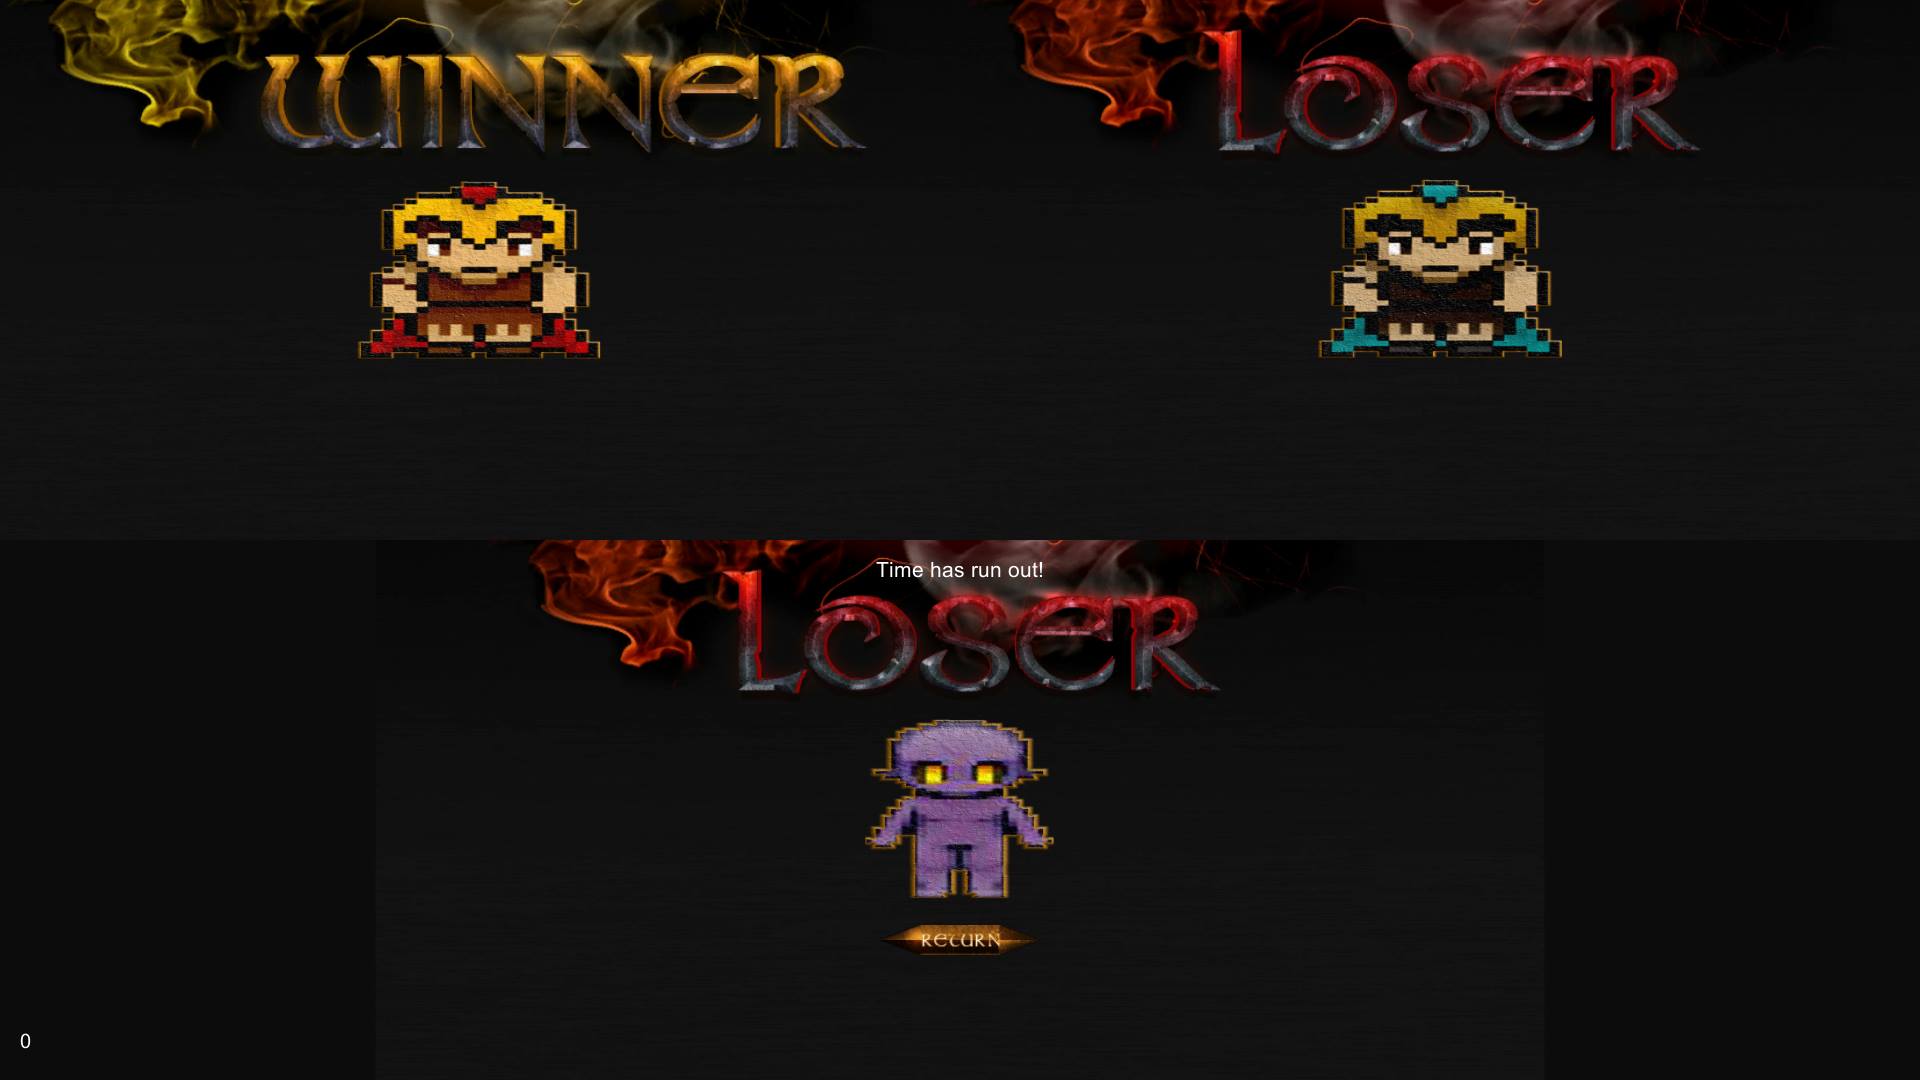 WINNER
LOSER
Time has run out!
LOSER
RETURN
0